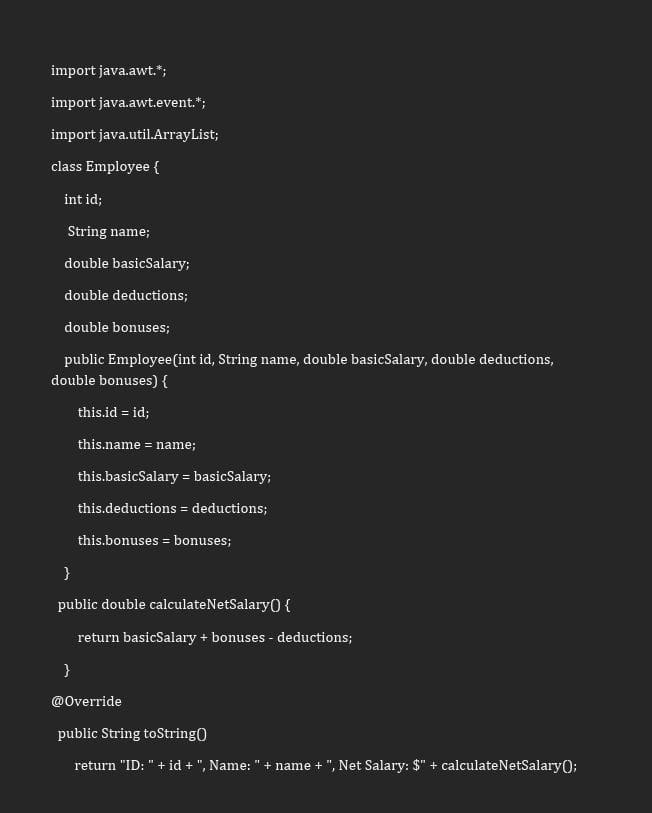 import java.awt.*;
import java.awt.event.*;
import java.util.ArrayList;
class Employee {
int id;
String name;
double basicSalary;
double deductions;
double bonuses;
public Employee(int id, String name, double basicSalary, double deductions,
double bonuses) {
this.id = id;
this.name = name;
this.basicSalary = basicSalary;
this.deductions = deductions;
this.bonuses = bonuses;
}
public double calculateNetSalary() {
return basicSalary + bonuses - deductions;
}
@Override
public String toString()
return "ID: " + id + ", Name: " + name + ", Net Salary: $" + calculateNetSalary();